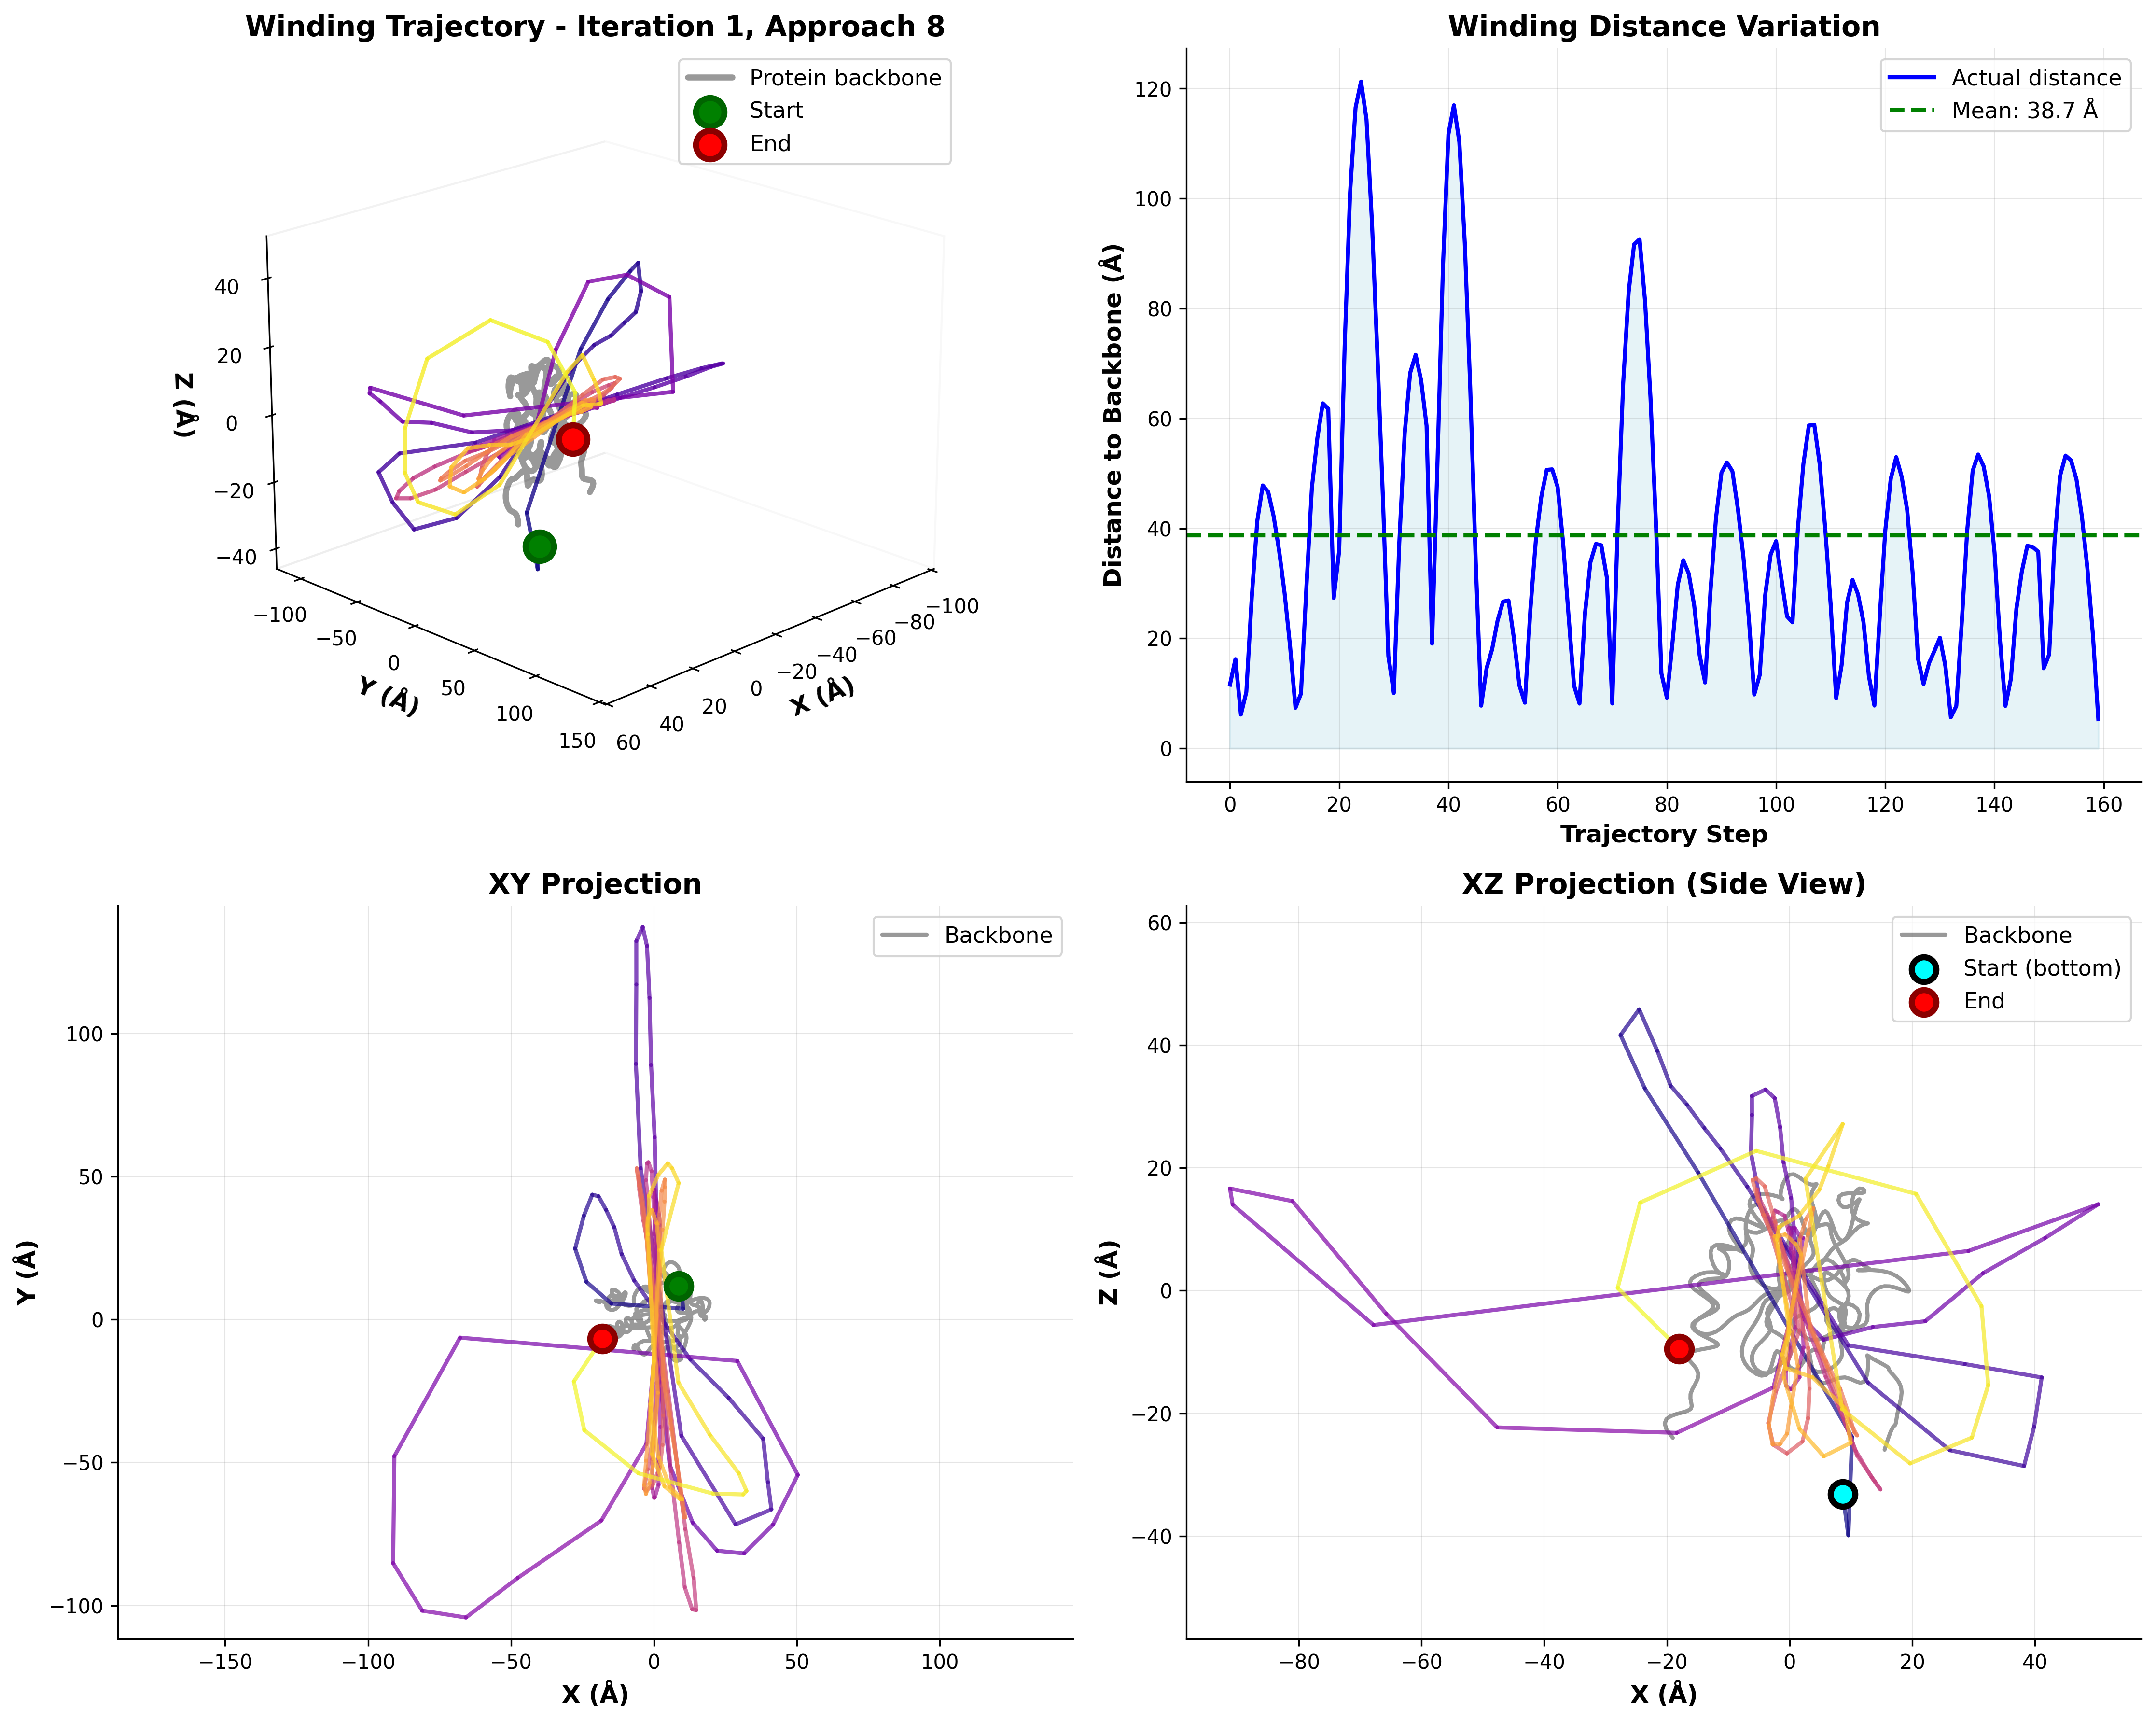 Winding Trajectory - Iteration 1, Approach 8
Protein backbone
Start
End
40
20
0
−20
−40
Z (Å)
−100
−50
0
50
100
150
Y (Å)
60
40
20
0
−20
−40
−60
−80
−100
X (Å)
Winding Distance Variation
Actual distance
Mean: 38.7 Å
120
100
80
60
40
20
0
Distance to Backbone (Å)
0 20 40 60 80 100 120 140 160
Trajectory Step
XY Projection
Backbone
100
50
0
−50
−100
Y (Å)
−150 −100 −50 0 50 100
X (Å)
XZ Projection (Side View)
Backbone
Start (bottom)
End
60
40
20
0
−20
−40
Z (Å)
−80 −60 −40 −20 0 20 40
X (Å)